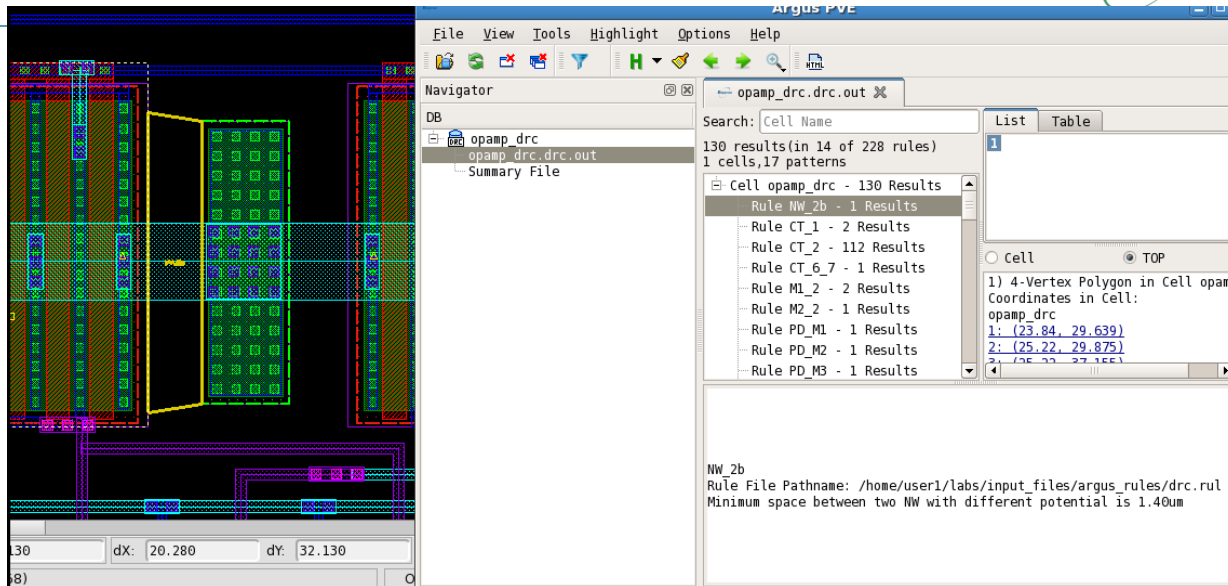 Argus PVE
File View Tools Highlight Options Help
H
HTML
Navigator
DB
opamp_drc
opamp_drc.drc.out
Summary File
opamp_drc.drc.out
Search: Cell Name
130 results(in 14 of 228 rules)
1 cells,17 patterns
Cell opamp_drc - 130 Results
Rule NW_2b - 1 Results
Rule CT_1 - 2 Results
Rule CT_2 - 112 Results
Rule CT_6_7 - 1 Results
Rule M1_2 - 2 Results
Rule M2_2 - 1 Results
Rule PD_M1 - 1 Results
Rule PD_M2 - 1 Results
Rule PD_M3 - 1 Results
List Table
1
Cell TOP
1) 4-Vertex Polygon in Cell opam
Coordinates in Cell:
opamp_drc
1: (23.84, 29.639)
2: (25.22, 29.875)
3: (25.22, 37.155)
NW_2b
Rule File Pathname: /home/user1/labs/input_files/argus_rules/drc.rul
Minimum space between two NW with different potential is 1.40um
130 dX: 20.280 dY: 32.130